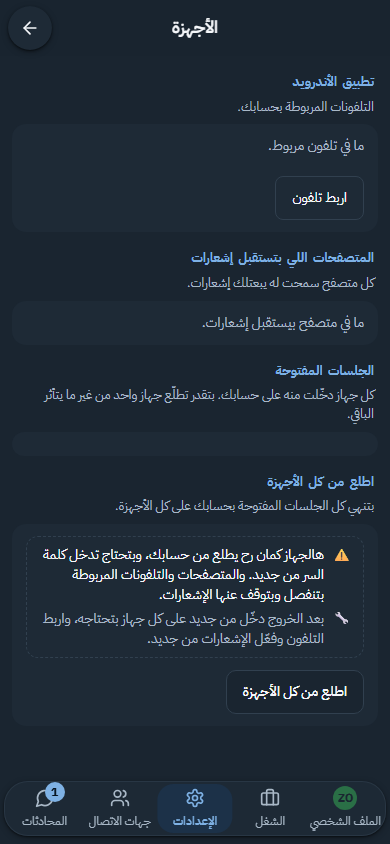 الأجهزة
تطبيق الأندرويد
التلفونات المربوطة بحسابك.
ما في تلفون مربوط.
اربط تلفون
المتصفحات اللي بتستقبل إشعارات
كل متصفح سمحت له يبعتلك إشعارات.
ما في متصفح بيستقبل إشعارات.
الجلسات المفتوحة
كل جهاز دخّلت منه على حسابك. بتقدر تطلّع جهاز واحد من غير ما يتأثر
الباقي.
اطلع من كل الأجهزة
بتنهي كل الجلسات المفتوحة بحسابك على كل الأجهزة.
هالجهاز كمان رح يطلع من حسابك، وبتحتاج تدخل كلمة
السر من جديد. والمتصفحات والتلفونات المربوطة
بتنفصل وبتوقف عنها الإشعارات.
بعد الخروج دخّل من جديد على كل جهاز بتحتاجه، واربط
التلفون وفعّل الإشعارات من جديد.
اطلع من كل الأجهزة
ZO
الملف الشخصي
الشغل
الإعدادات
جهات الاتصال
1
المحادثات